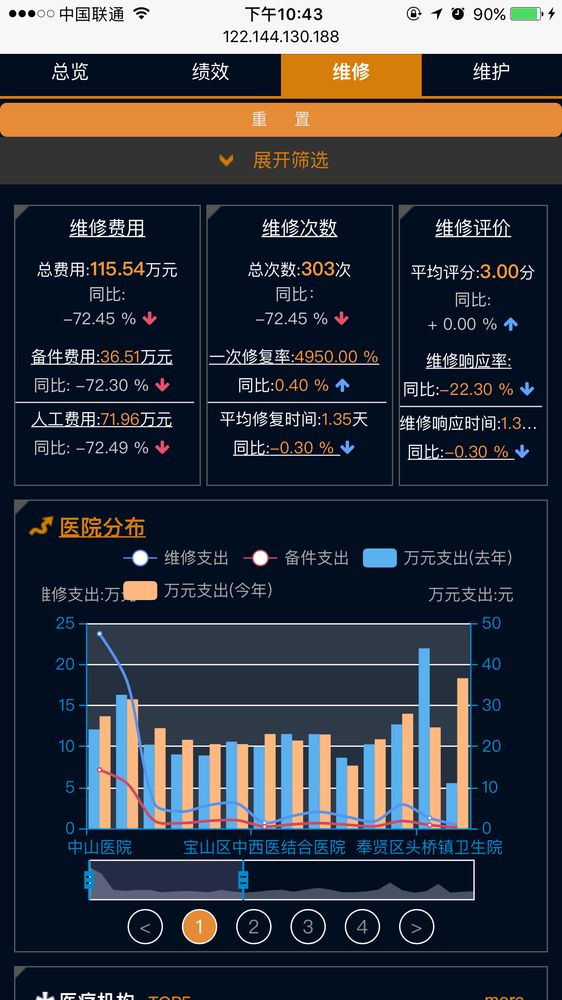 中国联通 下午10:43 90%
122.144.130.188
总览 绩效 维修 维护
重 置
展开筛选
维修费用
总费用:115.54万元
同比:
-72.45 %
备件费用:36.51万元
同比: -72.30 %
人工费用:71.96万元
同比: -72.49 %
维修次数
总次数:303次
同比:
-72.45 %
一次修复率:4950.00 %
同比:0.40 %
平均修复时间:1.35天
同比:-0.30 %
维修评价
平均评分:3.00分
同比:
+ 0.00 %
维修响应率:
同比:-22.30 %
维修响应时间:1.3...
同比:-0.30 %
医院分布
维修支出 备件支出 万元支出(去年)
万元支出(今年)
维修支出:万元 万元支出:元
25 50
20 40
15 30
10 20
5 10
0 0
中山医院 宝山区中西医结合医院 奉贤区头桥镇卫生院
< 1 2 3 4 >
医疗机构 TOP5 more